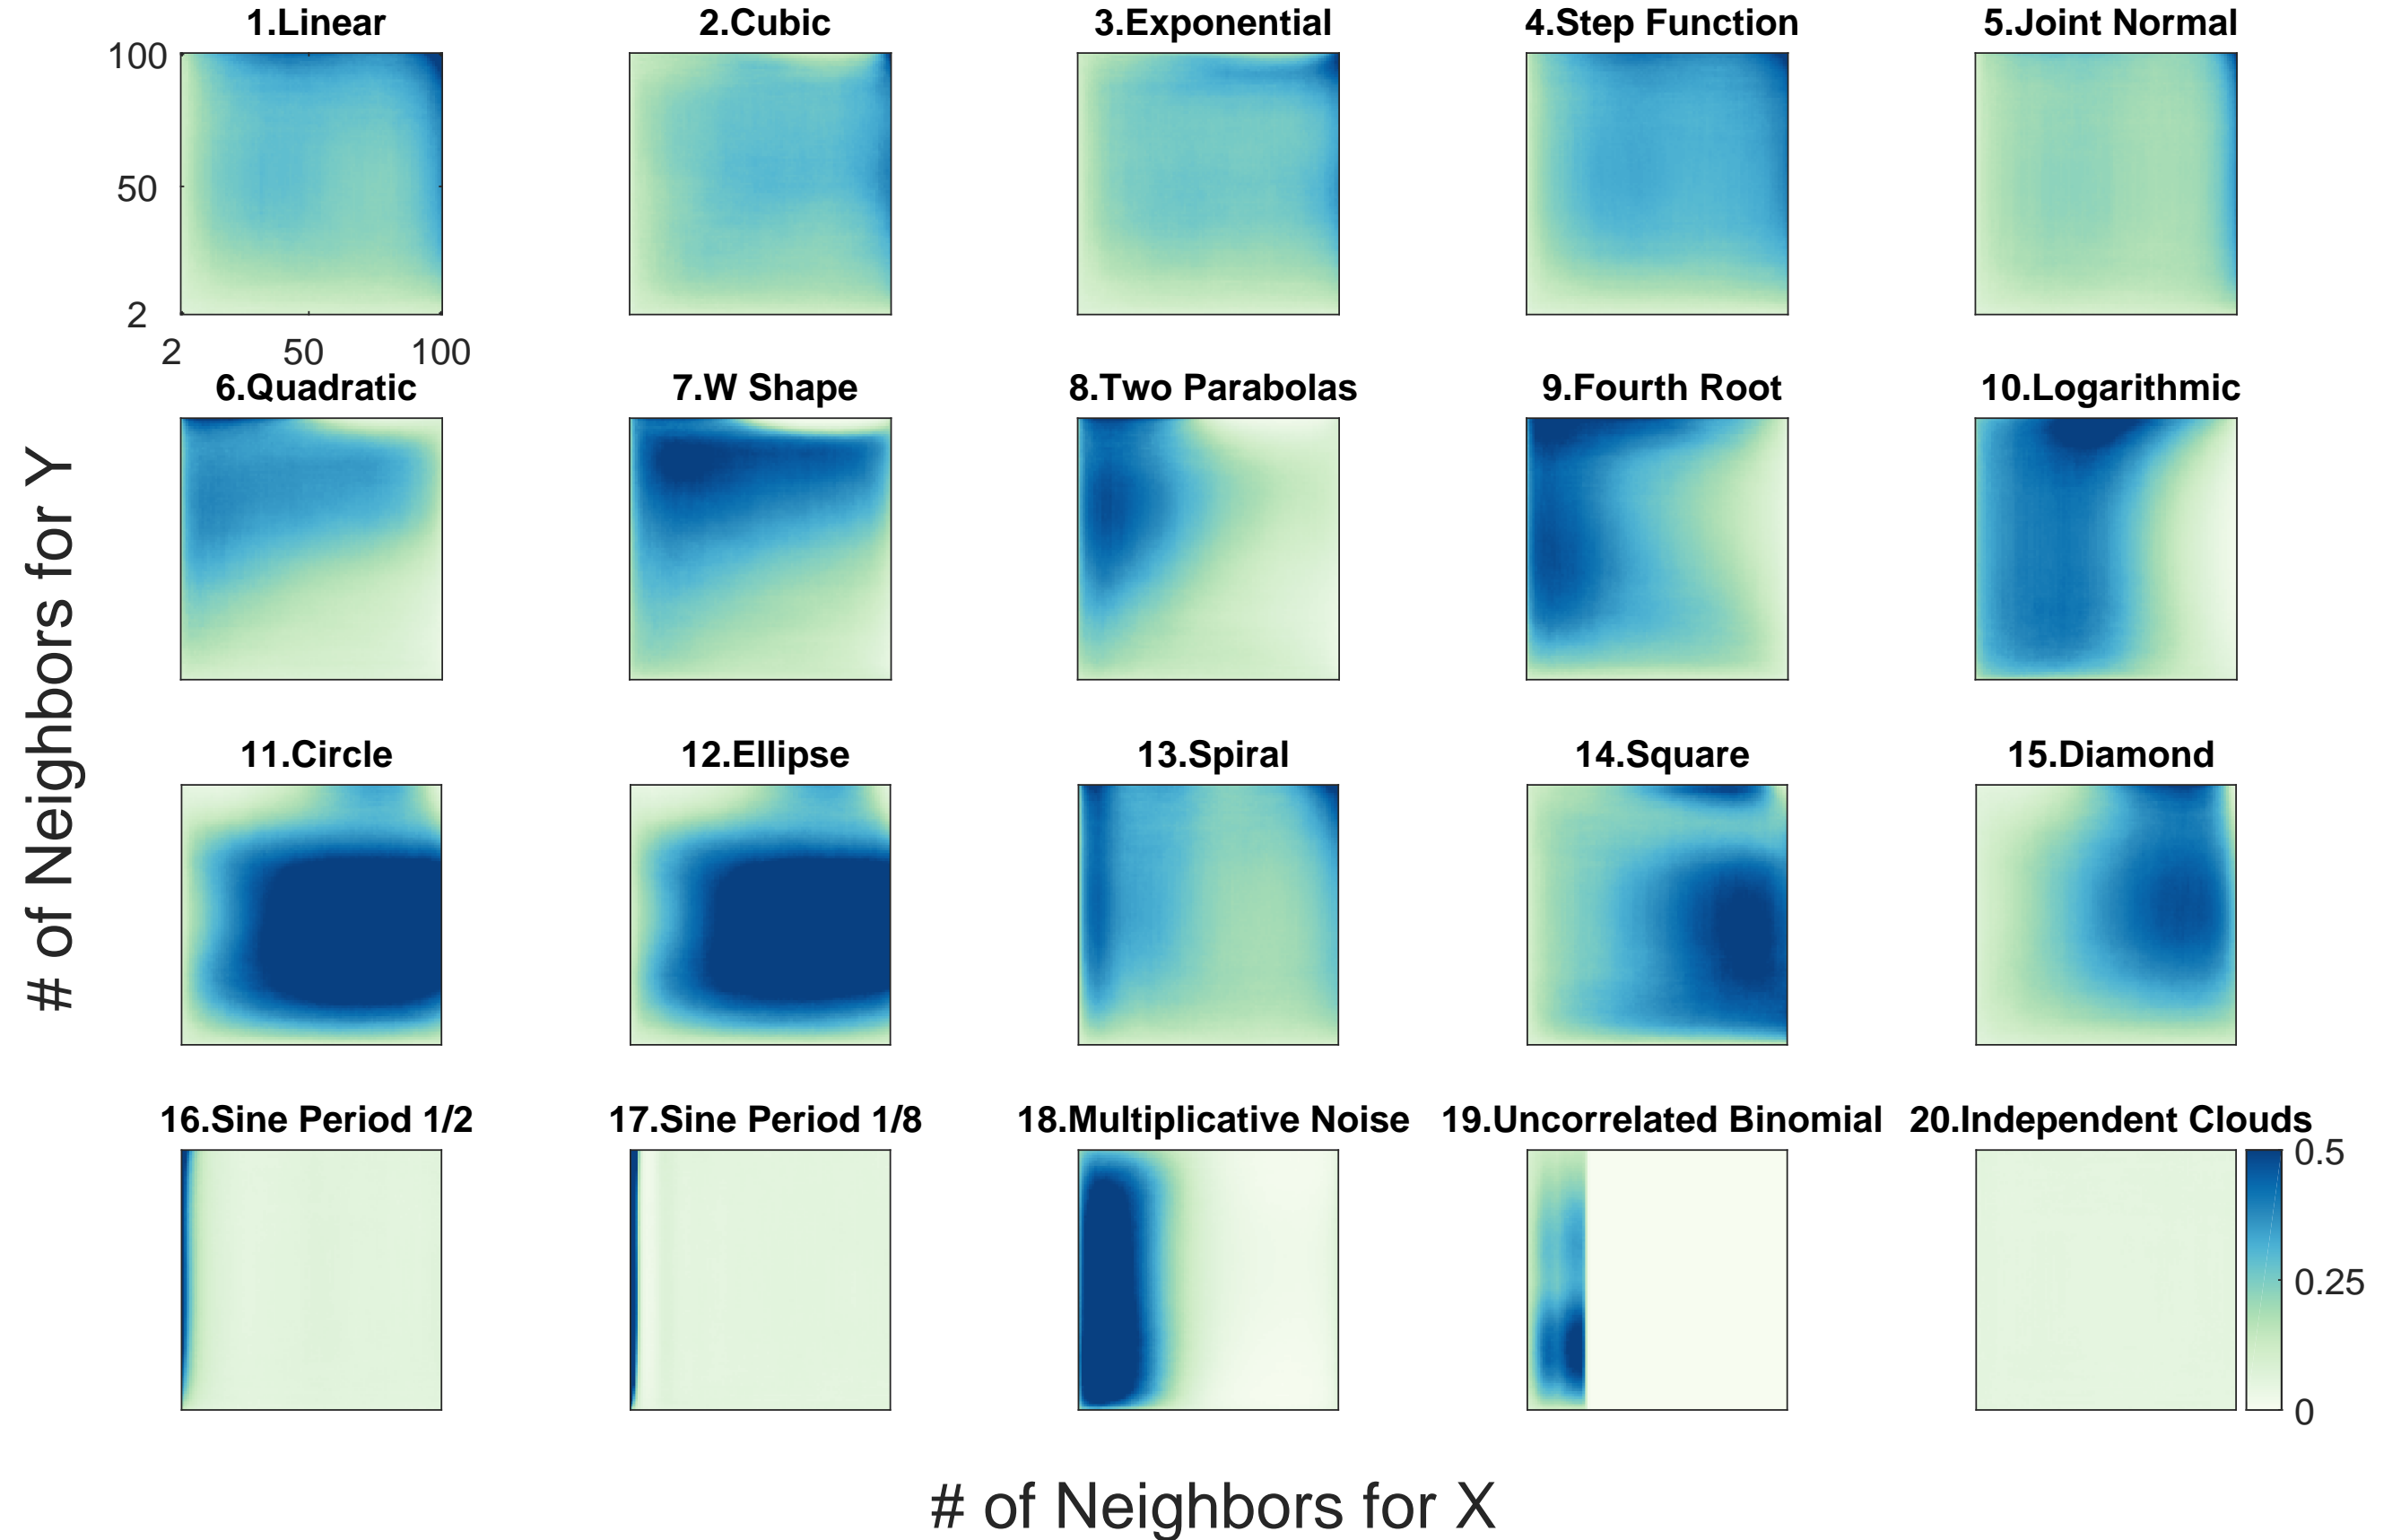 1.Linear
2.Cubic
3.Exponential
4.Step Function
5.Joint Normal
100
50
2
2
50
100
6.Quadratic
7.W Shape
8.Two Parabolas
9.Fourth Root
10.Logarithmic
# of Neighbors for Y
11.Circle
12.Ellipse
13.Spiral
14.Square
15.Diamond
16.Sine Period 1/2
17.Sine Period 1/8
18.Multiplicative Noise
19.Uncorrelated Binomial
20.Independent Clouds
0.5
0.25
0
# of Neighbors for X